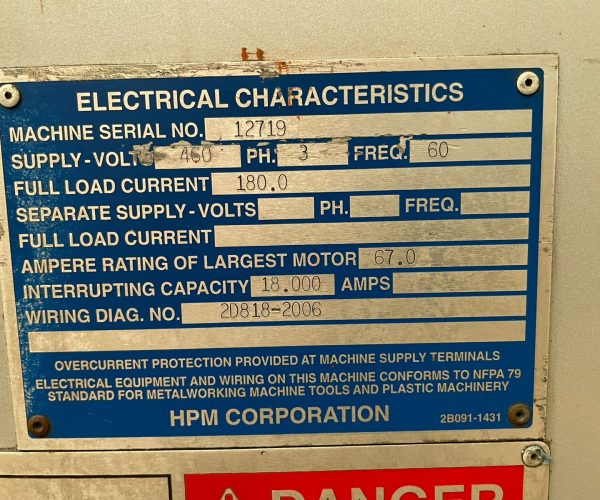 ELECTRICAL CHARACTERISTICS
MACHINE SERIAL NO. 12719
SUPPLY-VOLTS 460 PH. 3 FREQ. 60
FULL LOAD CURRENT 180.0
SEPARATE SUPPLY-VOLTS PH. FREQ.
FULL LOAD CURRENT
AMPERE RATING OF LARGEST MOTOR 67.0
INTERRUPTING CAPACITY 18.000 AMPS
WIRING DIAG. NO. 2D818-2006
OVERCURRENT PROTECTION PROVIDED AT MACHINE SUPPLY TERMINALS
ELECTRICAL EQUIPMENT AND WIRING ON THIS MACHINE CONFORMS TO NFPA 79
STANDARD FOR METALWORKING MACHINE TOOLS AND PLASTIC MACHINERY
HPM CORPORATION 2B091-1431
DANGER